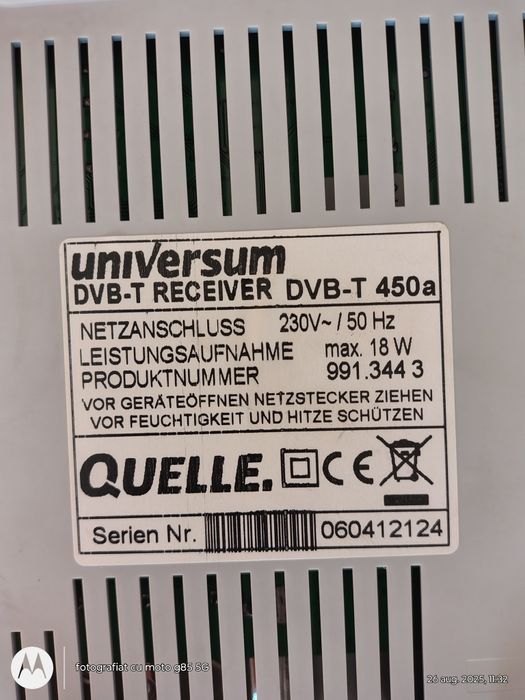 universum
DVB-T RECEIVER DVB-T 450a
NETZANSCHLUSS 230V~ / 50 Hz
LEISTUNGSAUFNAHME max. 18 W
PRODUKTNUMMER 991.344 3
VOR GERÄTEÖFFNEN NETZSTECKER ZIEHEN
VOR FEUCHTIGKEIT UND HITZE SCHÜTZEN
QUELLE. CE
Serien Nr. 060412124
fotografiat cu moto g85 5G
26 aug. 2025, 11:32